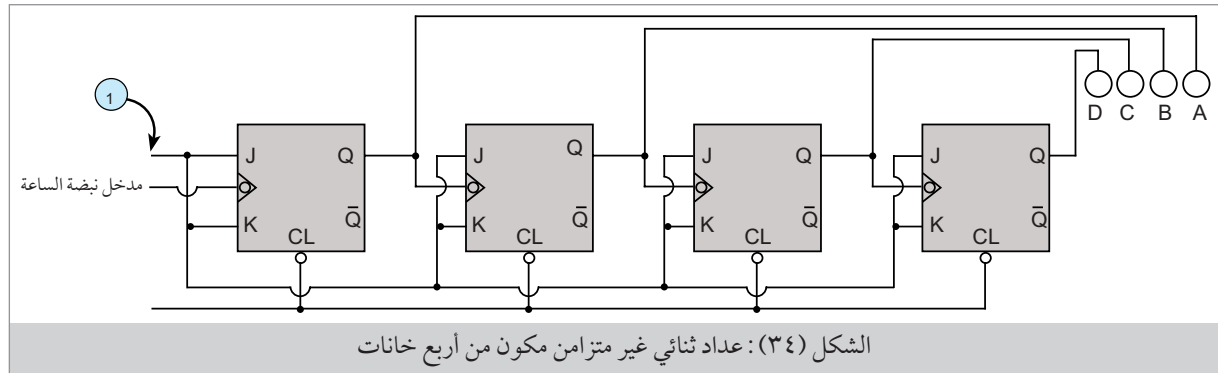 D C B A
1
J Q J Q J Q J Q
مدخل نبضة الساعة
K Q̅ K Q̅ K Q̅ K Q̅
CL CL CL CL
الشكل (٣٤): عداد ثنائي غير متزامن مكون من أربع خانات